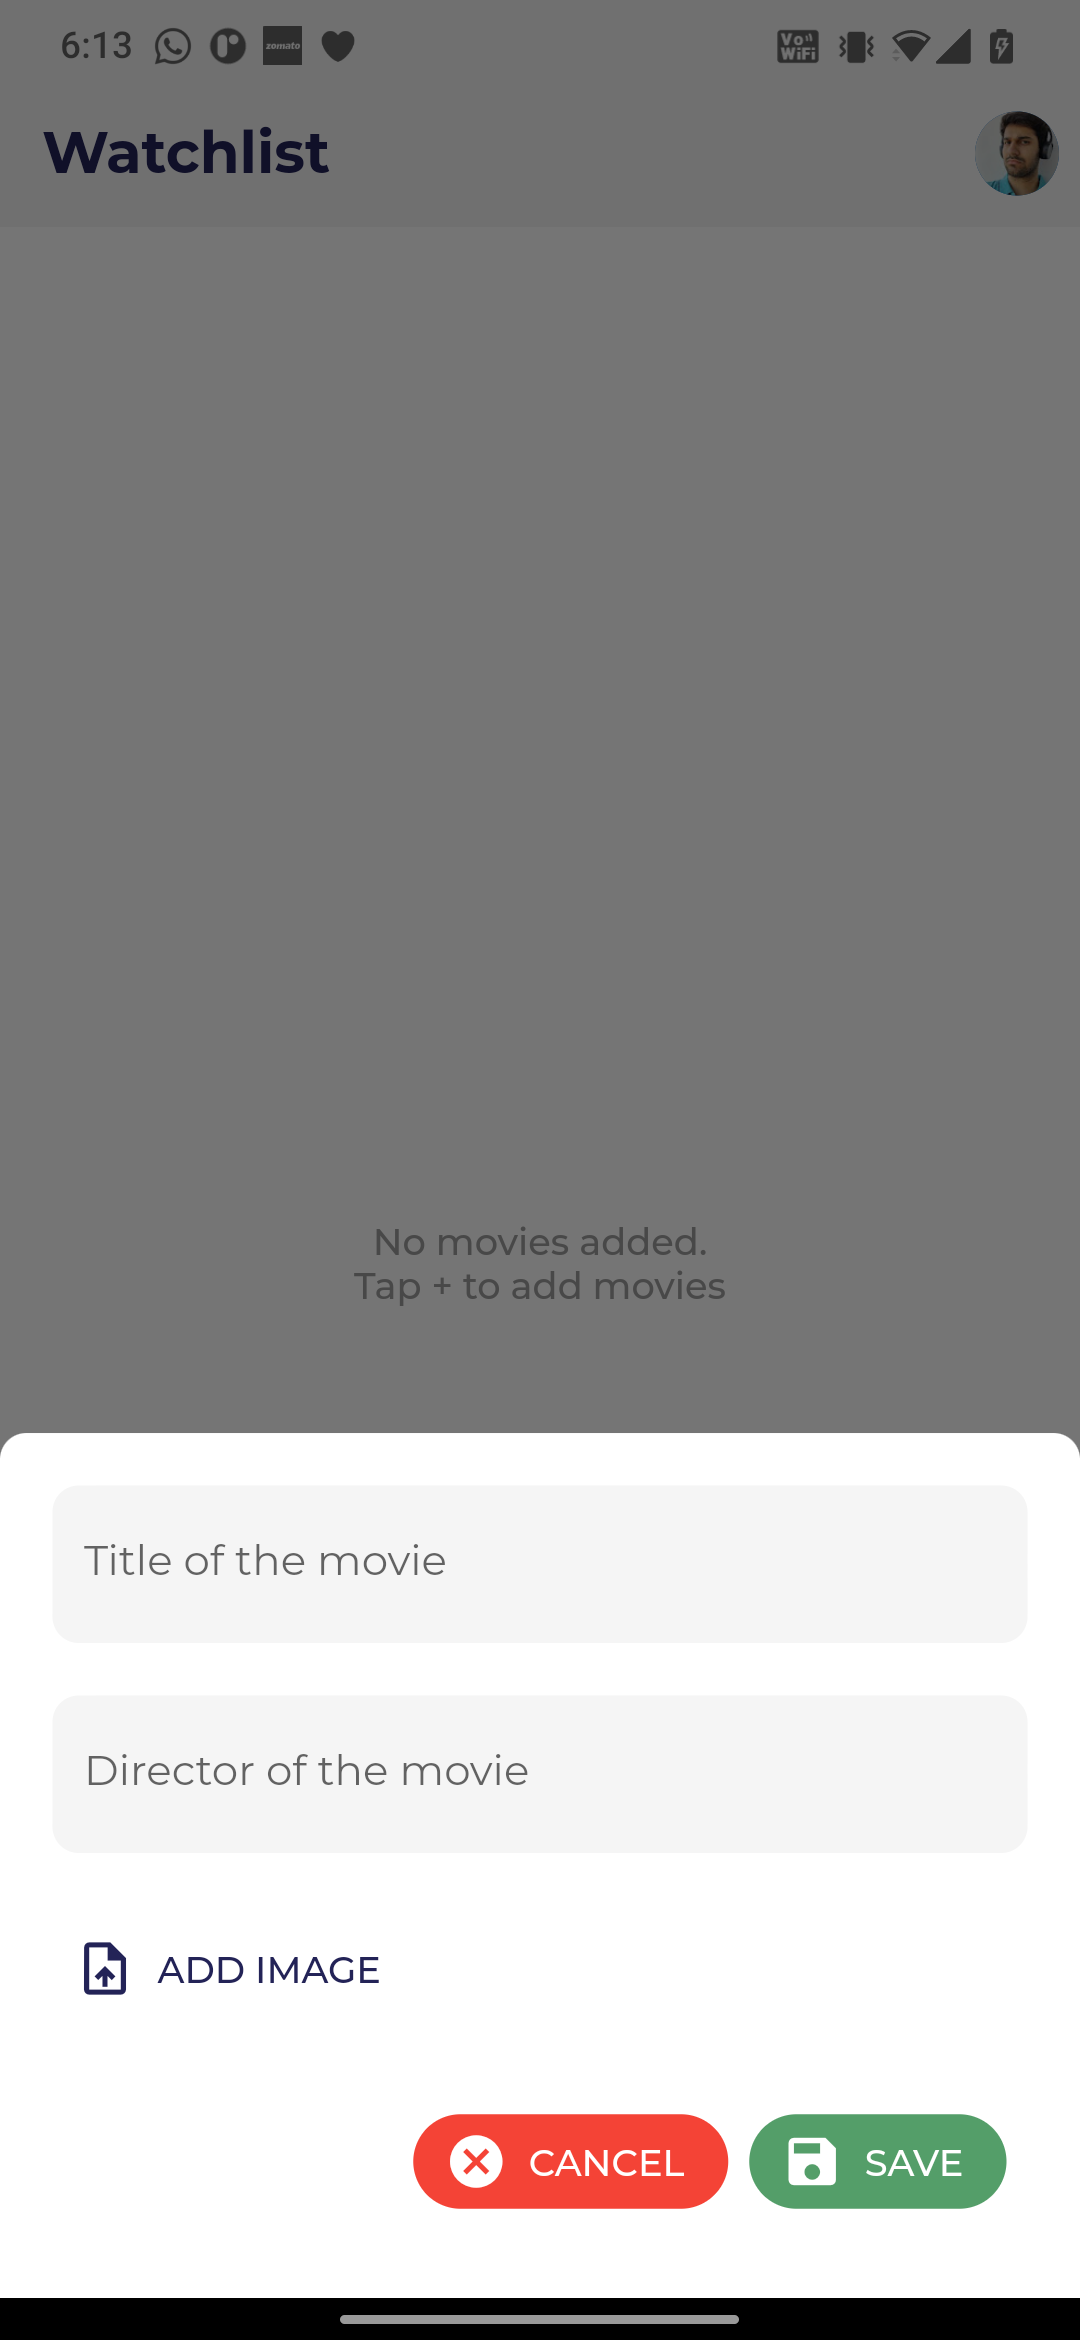 6:13
zomato
Vo WiFi
Watchlist
No movies added.
Tap + to add movies
Title of the movie
Director of the movie
ADD IMAGE
CANCEL
SAVE